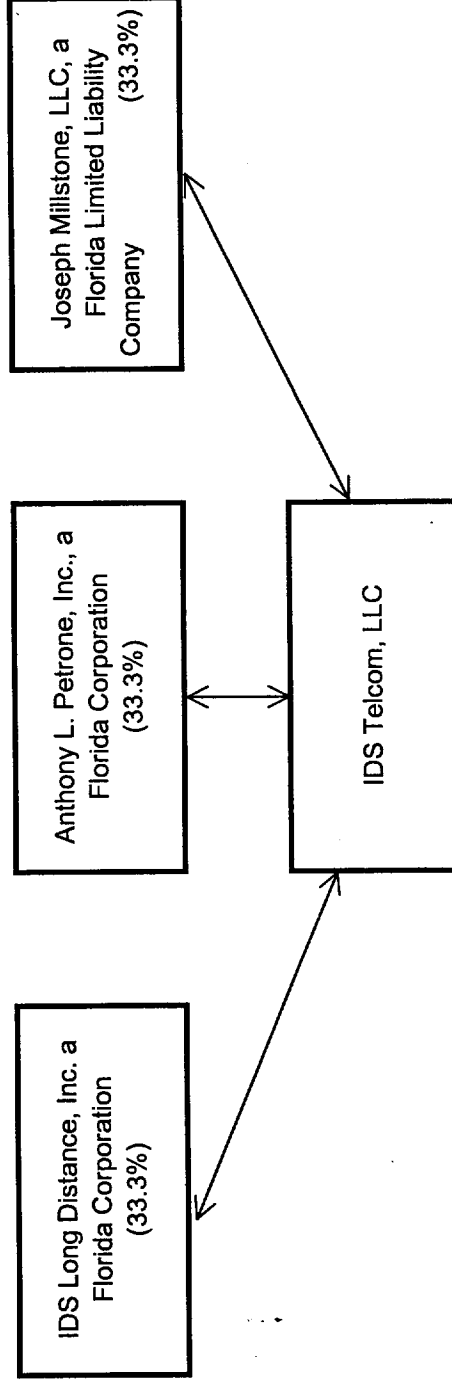 IDS Long Distance, Inc. a
Florida Corporation
(33.3%)
Anthony L. Petrone, Inc., a
Florida Corporation
(33.3%)
Joseph Millstone, LLC, a
Florida Limited Liability
Company (33.3%)
IDS Telcom, LLC